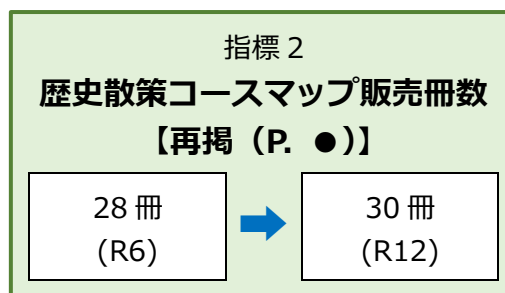 指標２
歴史散策コースマップ販売冊数
【再掲（P. ●）】
28 冊
(R6)
30 冊
(R12)